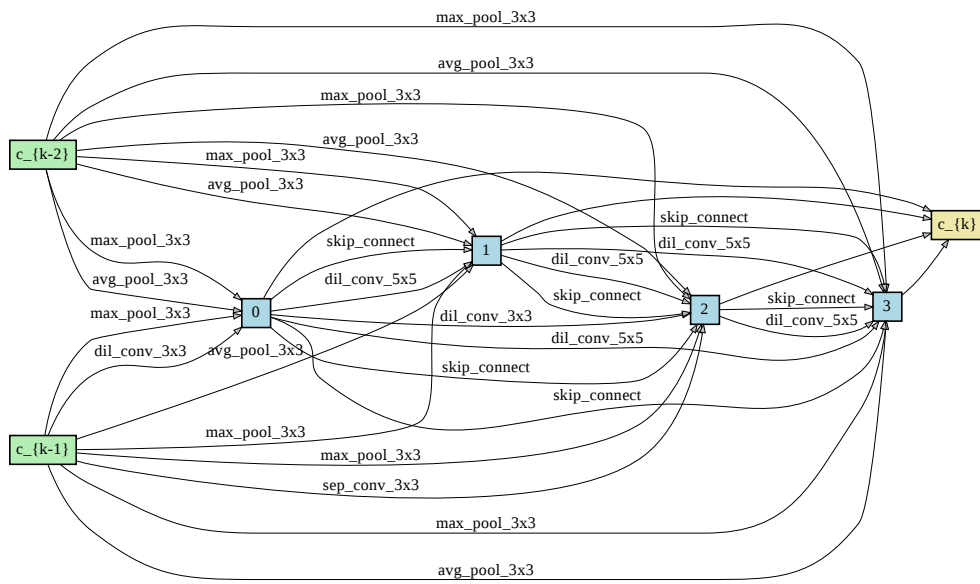 max_pool_3x3
avg_pool_3x3
max_pool_3x3
avg_pool_3x3
c_{k-2}
max_pool_3x3
avg_pool_3x3
skip_connect
c_{k}
max_pool_3x3
skip_connect
1
dil_conv_5x5
dil_conv_5x5
avg_pool_3x3
dil_conv_5x5
skip_connect
skip_connect
max_pool_3x3
0
dil_conv_3x3
2
dil_conv_5x5
3
dil_conv_3x3
avg_pool_3x3
dil_conv_5x5
skip_connect
skip_connect
c_{k-1}
max_pool_3x3
max_pool_3x3
sep_conv_3x3
max_pool_3x3
avg_pool_3x3